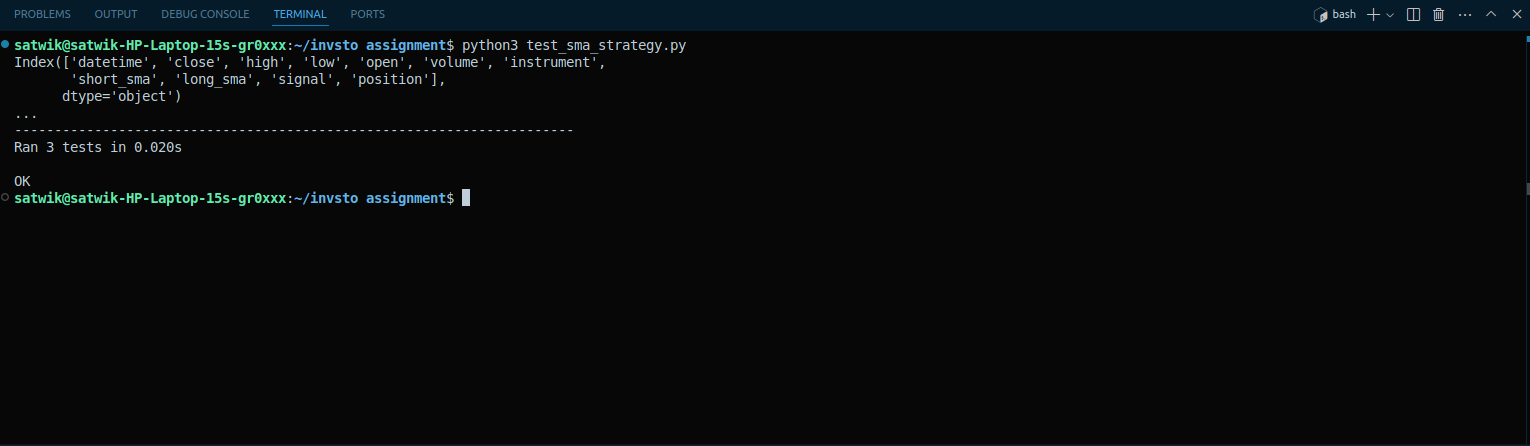 PROBLEMS OUTPUT DEBUG CONSOLE TERMINAL PORTS bash
satwik@satwik-HP-Laptop-15s-gr0xxx:~/invsto assignment$ python3 test_sma_strategy.py
Index(['datetime', 'close', 'high', 'low', 'open', 'volume', 'instrument',
       'short_sma', 'long_sma', 'signal', 'position'],
      dtype='object')
...
----------------------------------------------------------------------
Ran 3 tests in 0.020s

OK
satwik@satwik-HP-Laptop-15s-gr0xxx:~/invsto assignment$